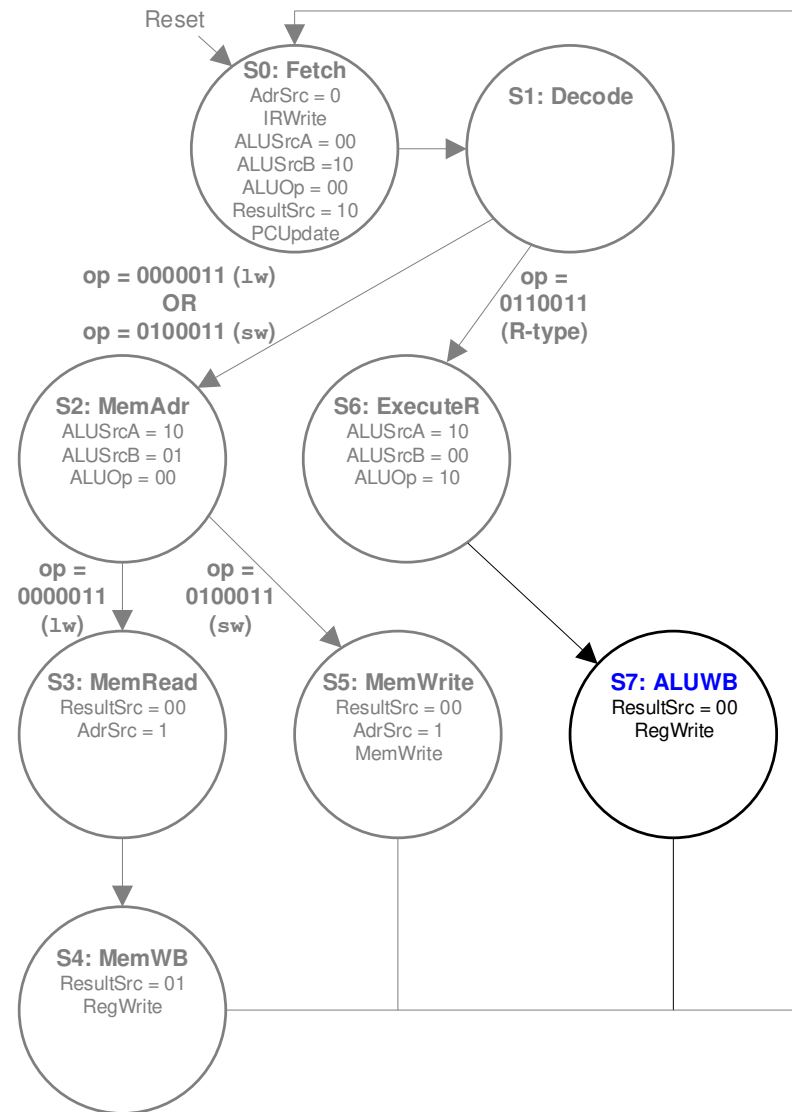 Reset
S0: Fetch
AdrSrc = 0
IRWrite
ALUSrcA = 00
ALUSrcB =10
ALUOp = 00
ResultSrc = 10
PCUpdate
S1: Decode
op = 0000011 (lw)
OR
op = 0100011 (sw)
op =
0110011
(R-type)
S2: MemAdr
ALUSrcA = 10
ALUSrcB = 01
ALUOp = 00
S6: ExecuteR
ALUSrcA = 10
ALUSrcB = 00
ALUOp = 10
op =
0000011
(lw)
op =
0100011
(sw)
S3: MemRead
ResultSrc = 00
AdrSrc = 1
S5: MemWrite
ResultSrc = 00
AdrSrc = 1
MemWrite
S7: ALUWB
ResultSrc = 00
RegWrite
S4: MemWB
ResultSrc = 01
RegWrite